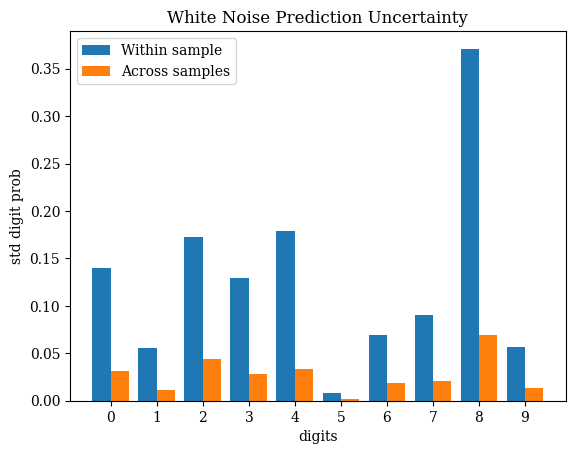 White Noise Prediction Uncertainty
Within sample
Across samples
0.35
0.30
0.25
0.20
0.15
0.10
0.05
0.00
std digit prob
0 1 2 3 4 5 6 7 8 9
digits